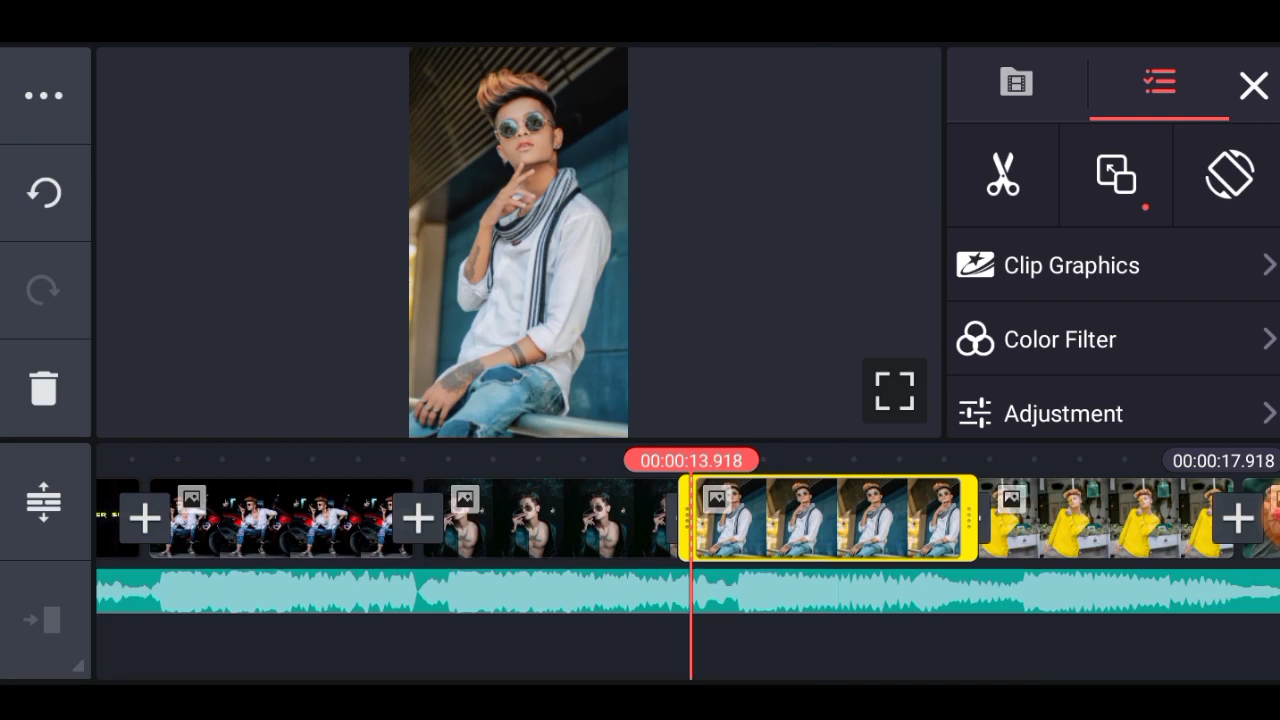 Clip Graphics
Color Filter
Adjustment
00:00:13.918
00:00:17.918